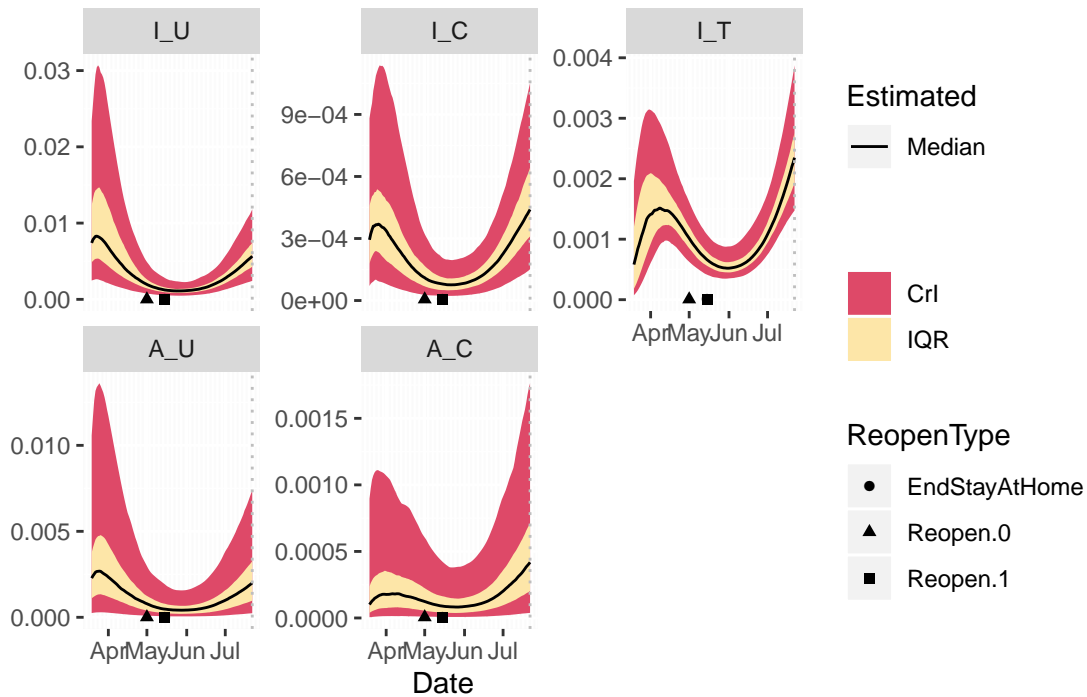 I_U
I_C
I_T
0.03
0.02
0.01
0.00
9e−04
6e−04
3e−04
0e+00
0.004
0.003
0.002
0.001
0.000
Apr May Jun Jul
A_U
A_C
0.010
0.005
0.000
Apr May Jun Jul
0.0015
0.0010
0.0005
0.0000
Apr May Jun Jul
Date
Estimated
Median
CrI
IQR
ReopenType
EndStayAtHome
Reopen.0
Reopen.1